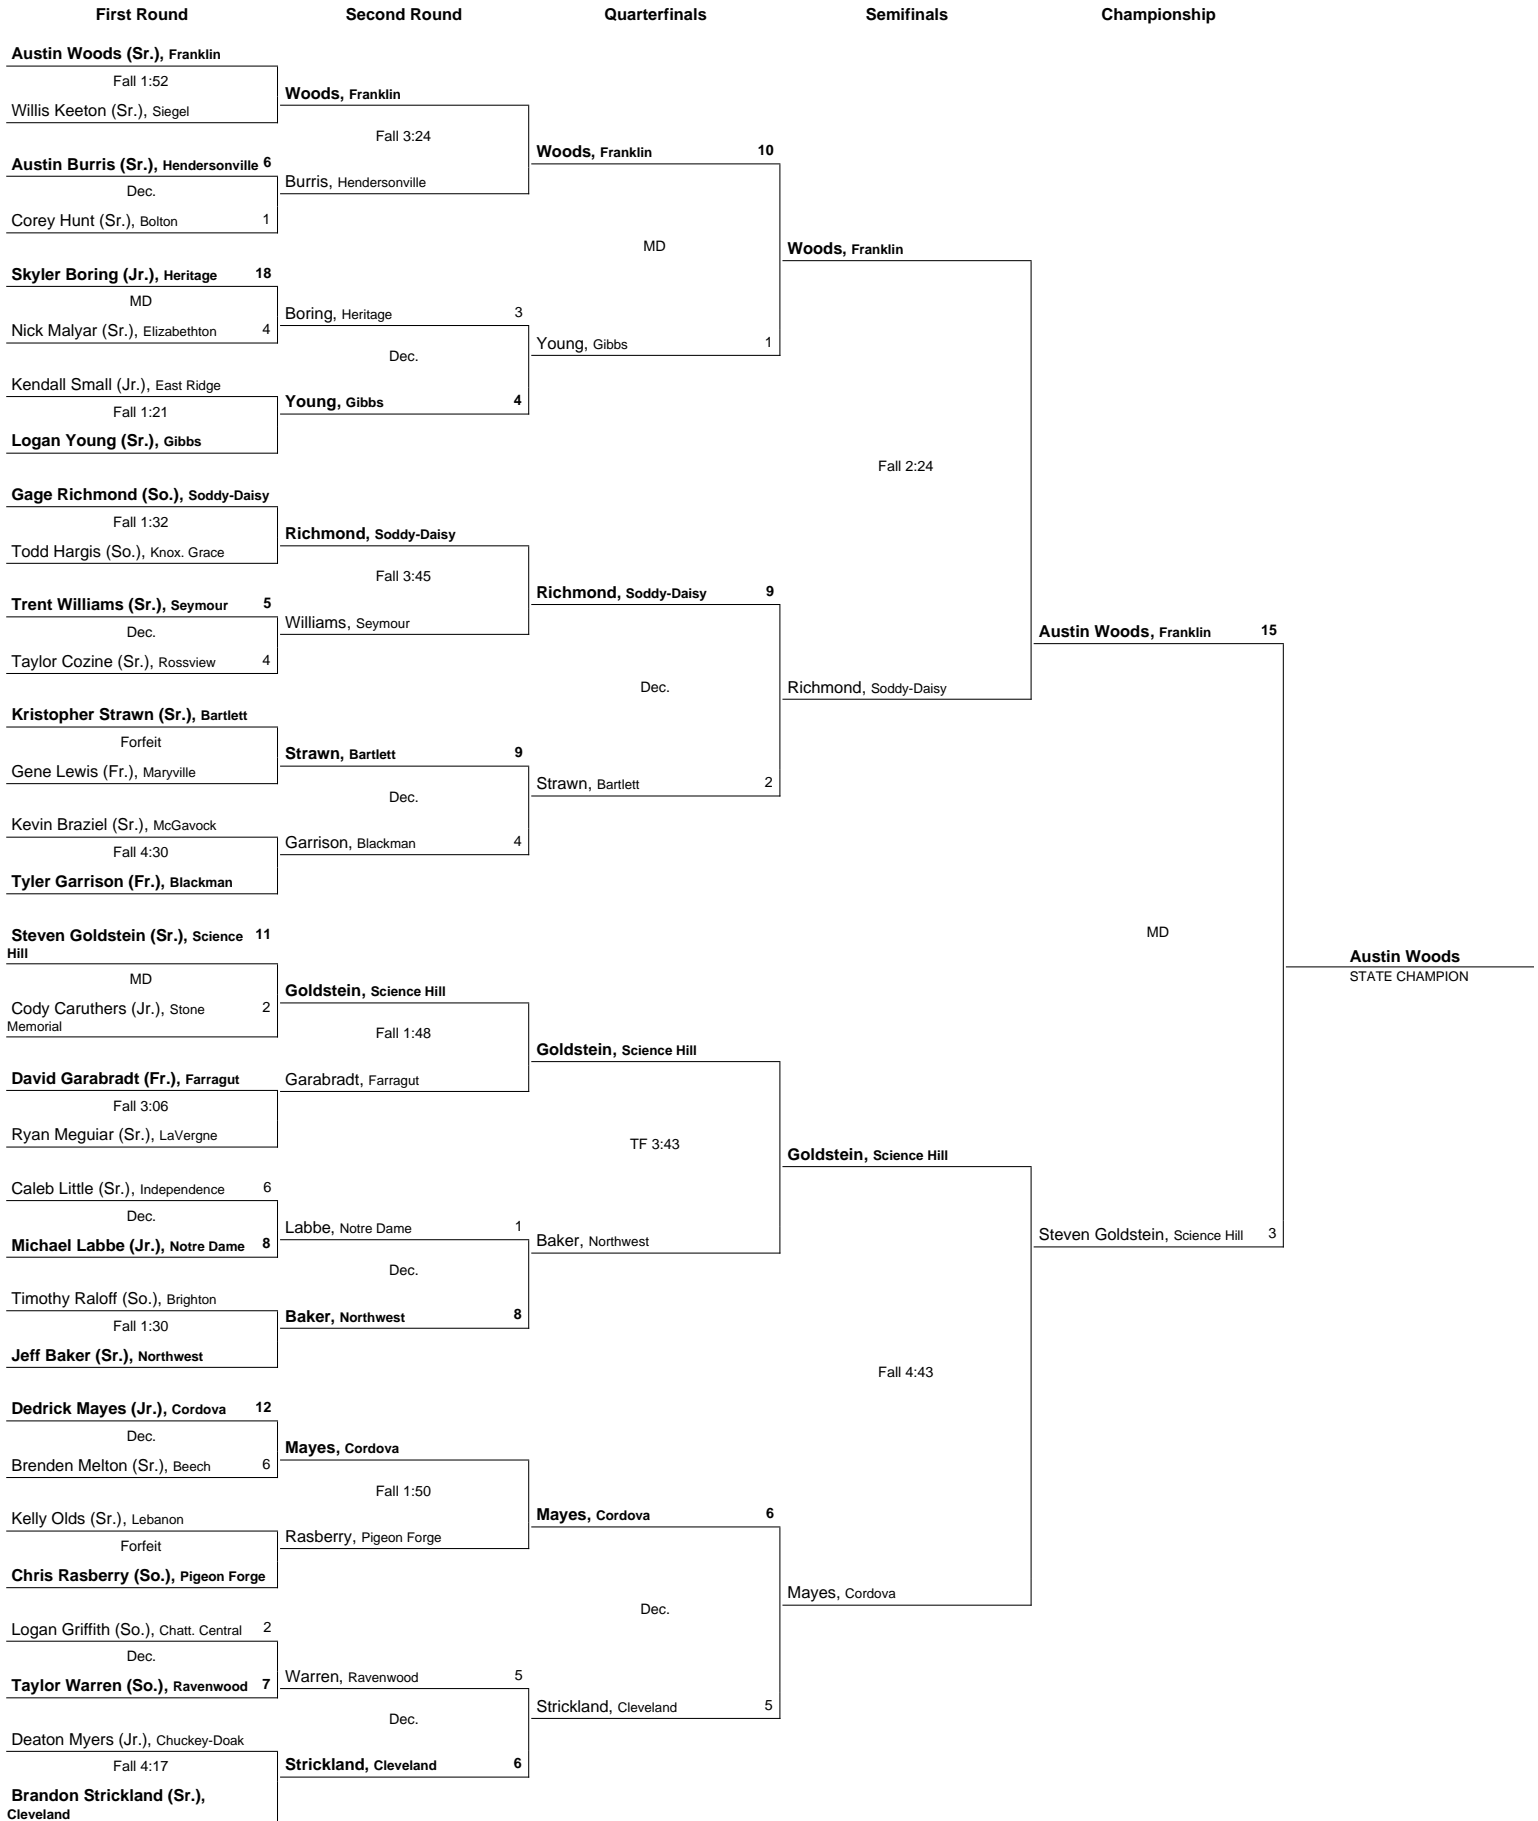 First Round
Second Round
Quarterfinals
Semifinals
Championship
Austin Woods (Sr.), Franklin
Fall 1:52
Willis Keeton (Sr.), Siegel
Austin Burris (Sr.), Hendersonville 6
Dec.
Corey Hunt (Sr.), Bolton 1
Skyler Boring (Jr.), Heritage 18
MD
Nick Malyar (Sr.), Elizabethton 4
Kendall Small (Jr.), East Ridge
Fall 1:21
Logan Young (Sr.), Gibbs
Gage Richmond (So.), Soddy-Daisy
Fall 1:32
Todd Hargis (So.), Knox. Grace
Trent Williams (Sr.), Seymour 5
Dec.
Taylor Cozine (Sr.), Rossview 4
Kristopher Strawn (Sr.), Bartlett
Forfeit
Gene Lewis (Fr.), Maryville
Kevin Braziel (Sr.), McGavock
Fall 4:30
Tyler Garrison (Fr.), Blackman
Steven Goldstein (Sr.), Science 11
Hill
MD
Cody Caruthers (Jr.), Stone 2
Memorial
David Garabradt (Fr.), Farragut
Fall 3:06
Ryan Meguiar (Sr.), LaVergne
Caleb Little (Sr.), Independence 6
Dec.
Michael Labbe (Jr.), Notre Dame 8
Timothy Raloff (So.), Brighton
Fall 1:30
Jeff Baker (Sr.), Northwest
Dedrick Mayes (Jr.), Cordova 12
Dec.
Brenden Melton (Sr.), Beech 6
Kelly Olds (Sr.), Lebanon
Forfeit
Chris Rasberry (So.), Pigeon Forge
Logan Griffith (So.), Chatt. Central 2
Dec.
Taylor Warren (So.), Ravenwood 7
Deaton Myers (Jr.), Chuckey-Doak
Fall 4:17
Brandon Strickland (Sr.),
Cleveland
Woods, Franklin
Fall 3:24
Burris, Hendersonville
Boring, Heritage 3
Dec.
Young, Gibbs 4
Richmond, Soddy-Daisy
Fall 3:45
Williams, Seymour
Strawn, Bartlett 9
Dec.
Garrison, Blackman 4
Goldstein, Science Hill
Fall 1:48
Garabradt, Farragut
Labbe, Notre Dame 1
Dec.
Baker, Northwest 8
Mayes, Cordova
Fall 1:50
Rasberry, Pigeon Forge
Warren, Ravenwood 5
Dec.
Strickland, Cleveland 6
Woods, Franklin 10
MD
Young, Gibbs 1
Richmond, Soddy-Daisy 9
Dec.
Strawn, Bartlett 2
Goldstein, Science Hill
TF 3:43
Baker, Northwest
Mayes, Cordova 6
Dec.
Strickland, Cleveland 5
Woods, Franklin
Fall 2:24
Richmond, Soddy-Daisy
Goldstein, Science Hill
Fall 4:43
Mayes, Cordova
Austin Woods, Franklin 15
MD
Steven Goldstein, Science Hill 3
Austin Woods
STATE CHAMPION